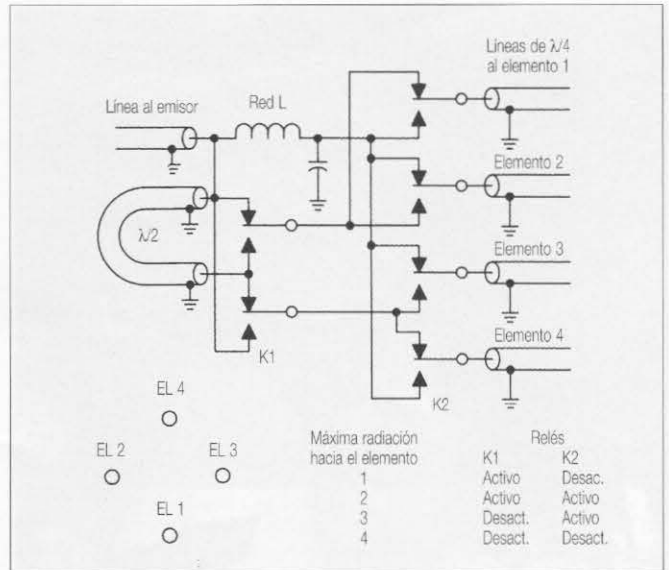 Líneas de λ/4
al elemento 1
Línea al emisor
Red L
Elemento 2
λ/2
Elemento 3
Elemento 4
K1
K2
EL 4
EL 2
EL 3
EL 1
Máxima radiación
hacia el elemento
Relés
K1 K2
1 Activo Desac.
2 Activo Activo
3 Desact. Activo
4 Desact. Desact.